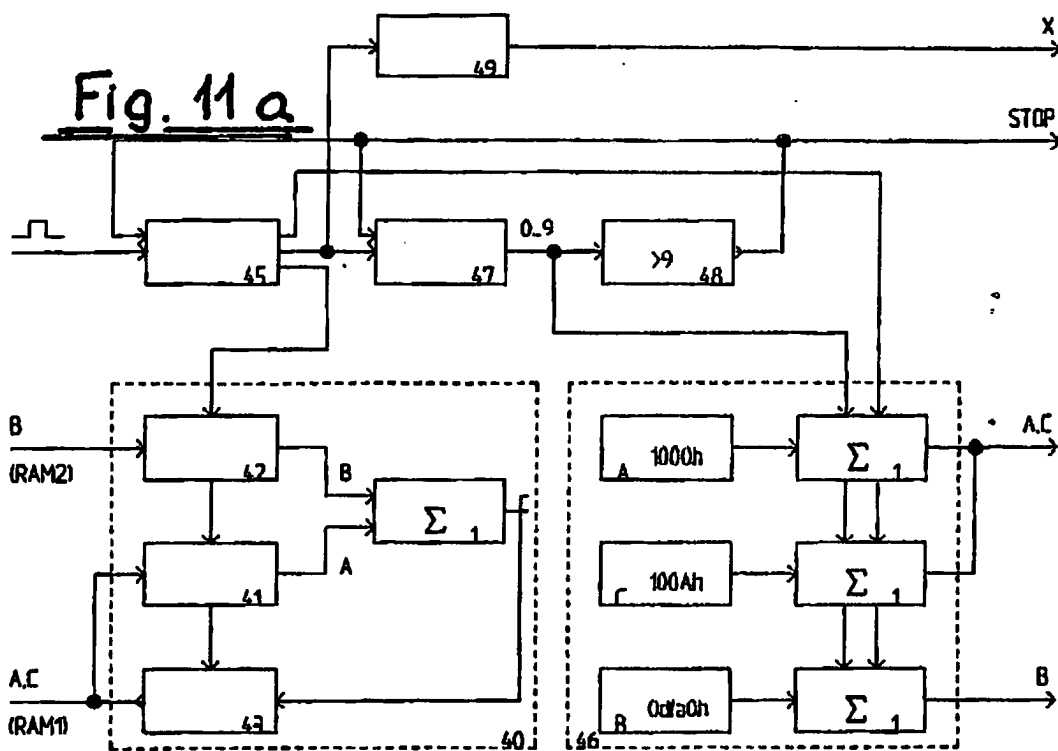 X
49
Fig. 11 a
STOP
0..9
45
47
>9
48
B
(RAM2)
42
B
Σ
1
A
41
A,C
(RAM1)
43
40
1000h
A
Σ
1
A,C
100Ah
C
Σ
1
0dfa0h
B
Σ
1
B
46